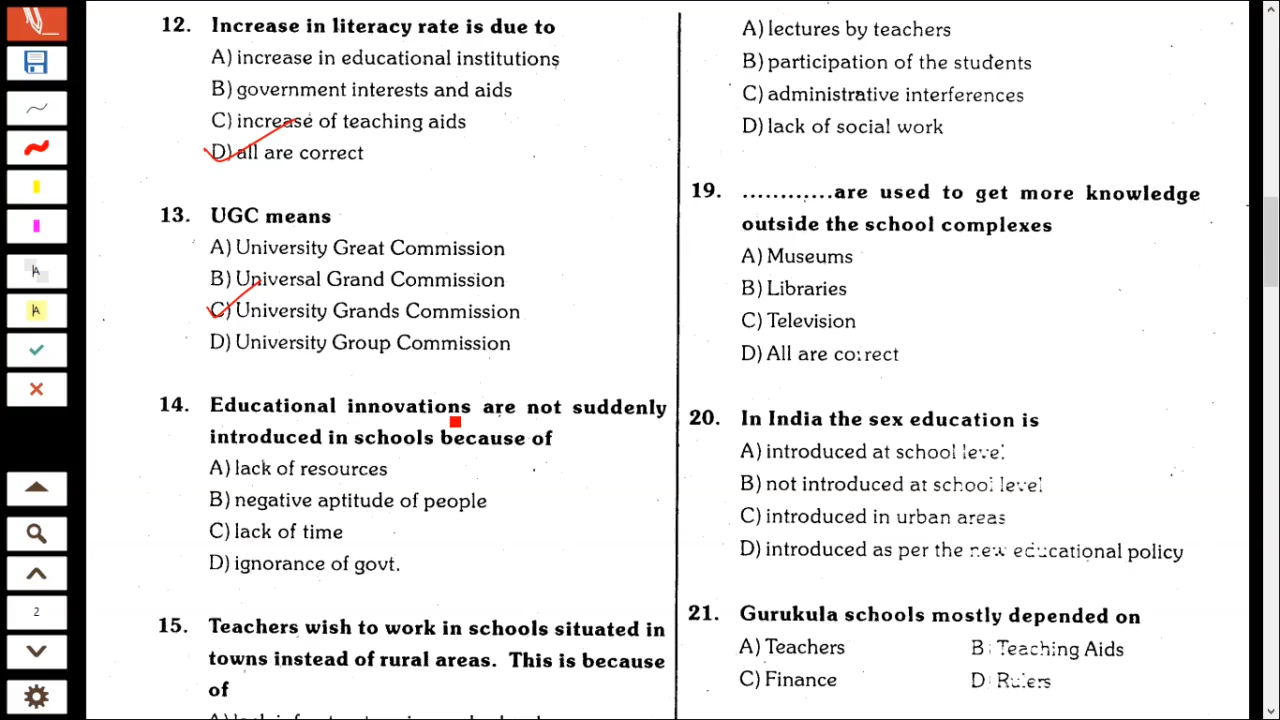 12. Increase in literacy rate is due to
A) increase in educational institutions
B) government interests and aids
C) increase of teaching aids
D) all are correct
13. UGC means
A) University Great Commission
B) Universal Grand Commission
C) University Grands Commission
D) University Group Commission
14. Educational innovations are not suddenly
introduced in schools because of
A) lack of resources
B) negative aptitude of people
C) lack of time
D) ignorance of govt.
15. Teachers wish to work in schools situated in
towns instead of rural areas. This is because
of
A) lectures by teachers
B) participation of the students
C) administrative interferences
D) lack of social work
19. ............are used to get more knowledge
outside the school complexes
A) Museums
B) Libraries
C) Television
D) All are correct
20. In India the sex education is
A) introduced at school level
B) not introduced at school level
C) introduced in urban areas
D) introduced as per the new educational policy
21. Gurukula schools mostly depended on
A) Teachers B) Teaching Aids
C) Finance D) Rulers
A
A
2